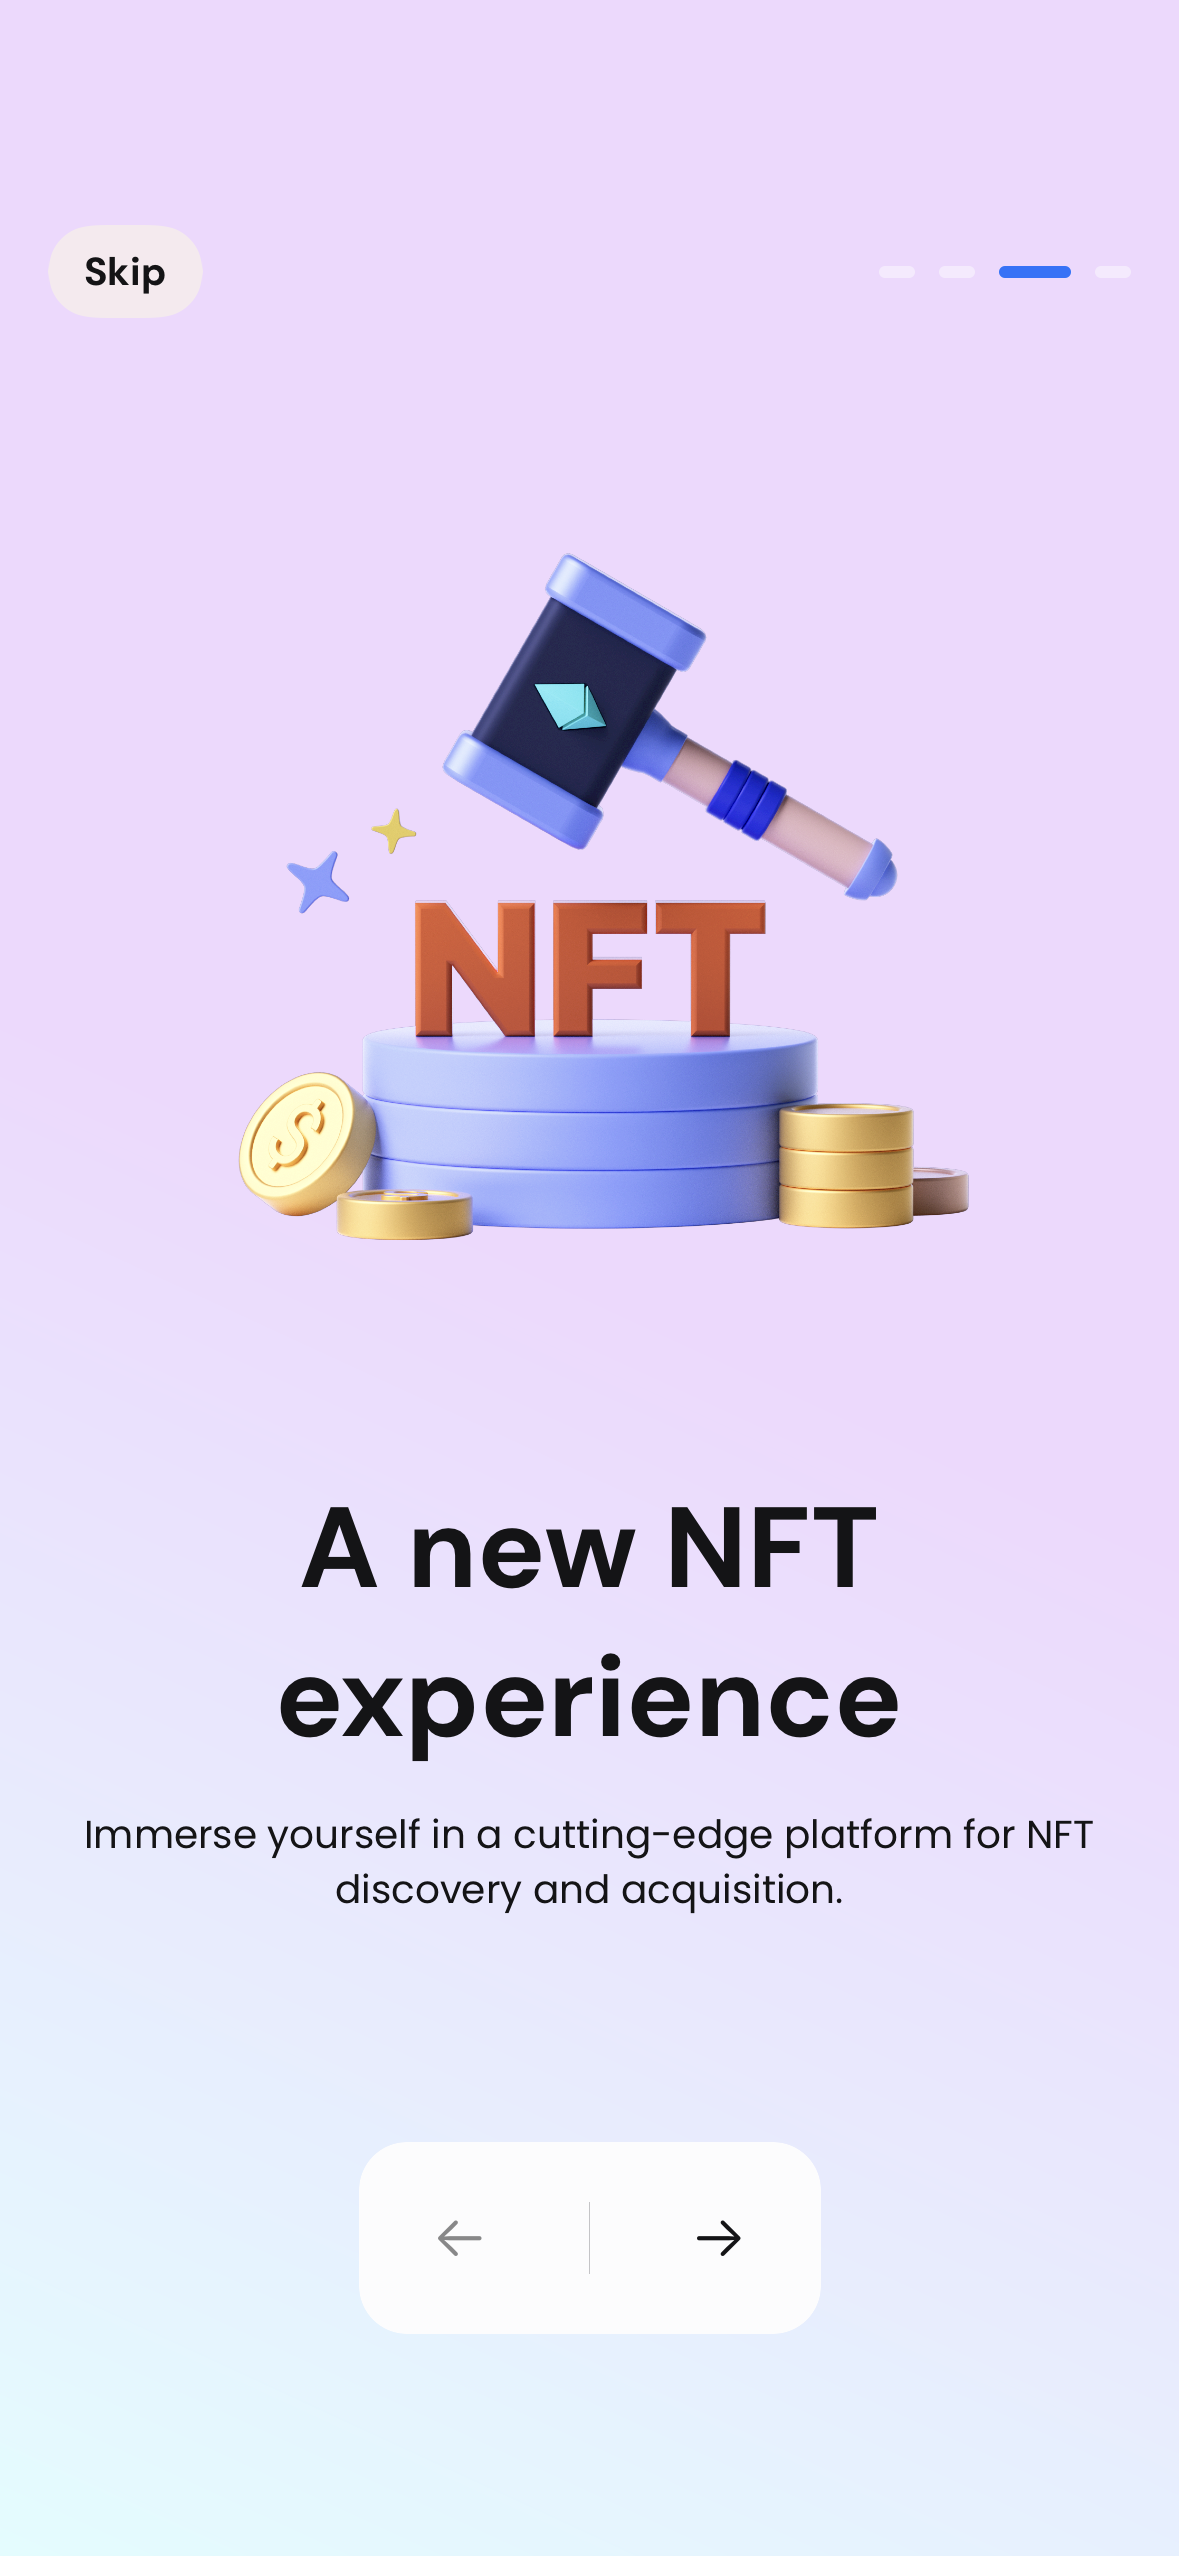 Skip
NFT
$
A new NFT
experience
Immerse yourself in a cutting-edge platform for NFT
discovery and acquisition.